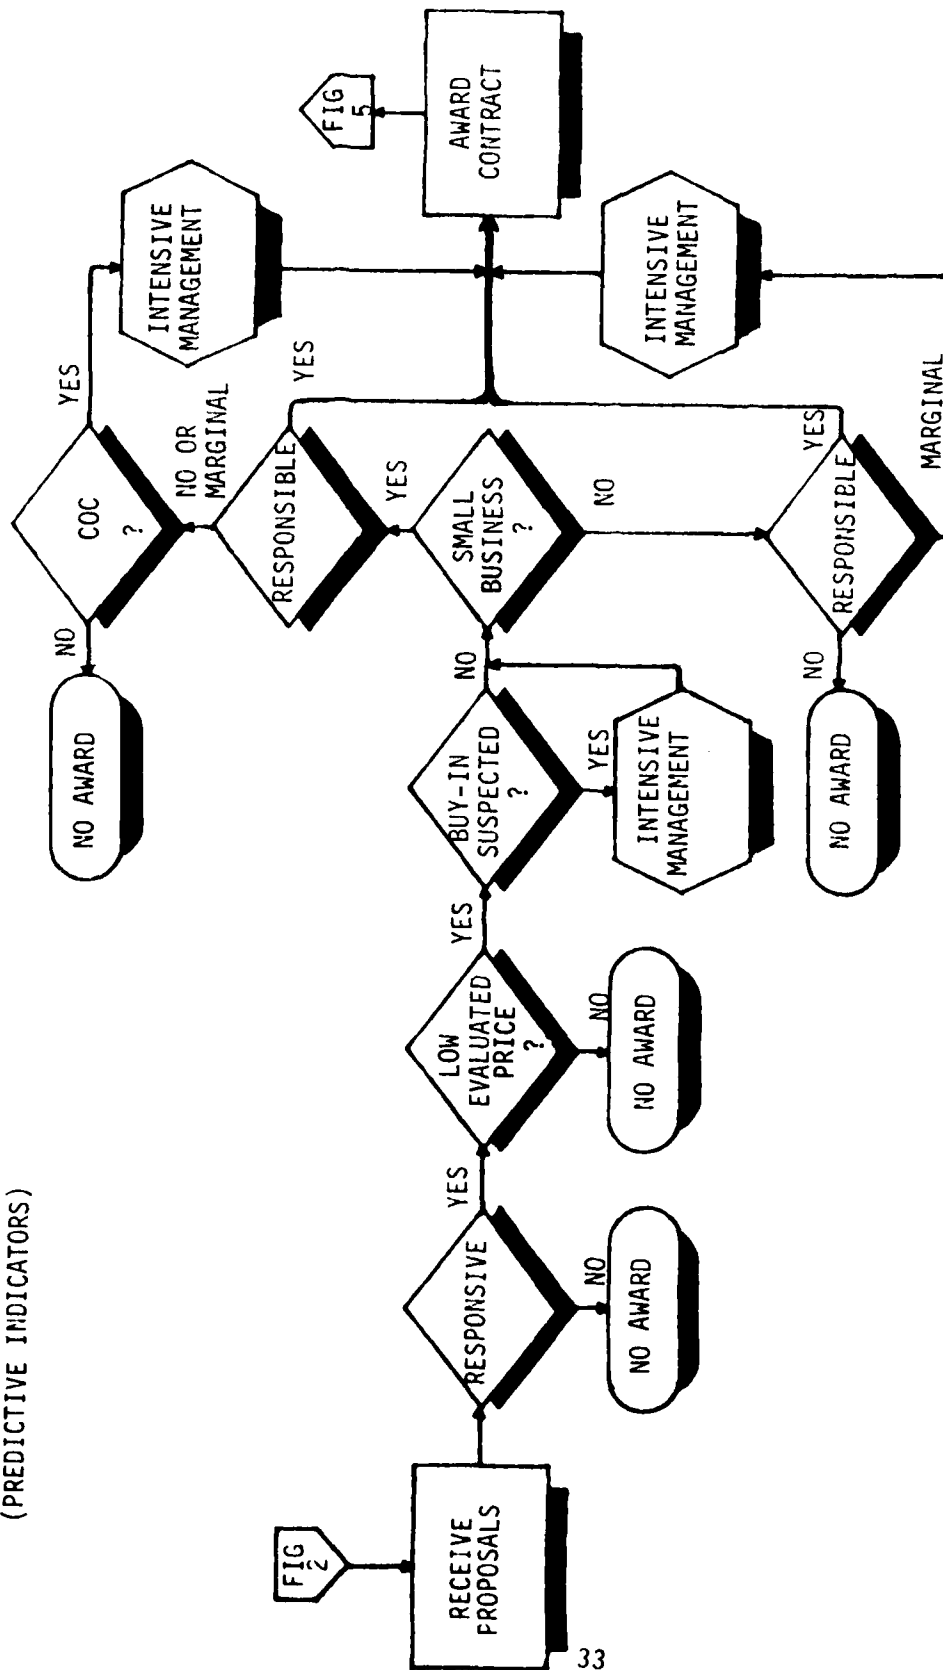 (PREDICTIVE INDICATORS)
FIG
2
RECEIVE
PROPOSALS
RESPONSIVE
YES
NO
NO AWARD
LOW
EVALUATED
PRICE
?
YES
NO
NO AWARD
BUY-IN
SUSPECTED
?
NO
YES
INTENSIVE
MANAGEMENT
SMALL
BUSINESS
?
YES
NO
RESPONSIBLE
YES
NO OR
MARGINAL
COC
?
NO
NO AWARD
YES
INTENSIVE
MANAGEMENT
RESPONSIBLE
NO
NO AWARD
YES
MARGINAL
INTENSIVE
MANAGEMENT
AWARD
CONTRACT
FIG
5
33